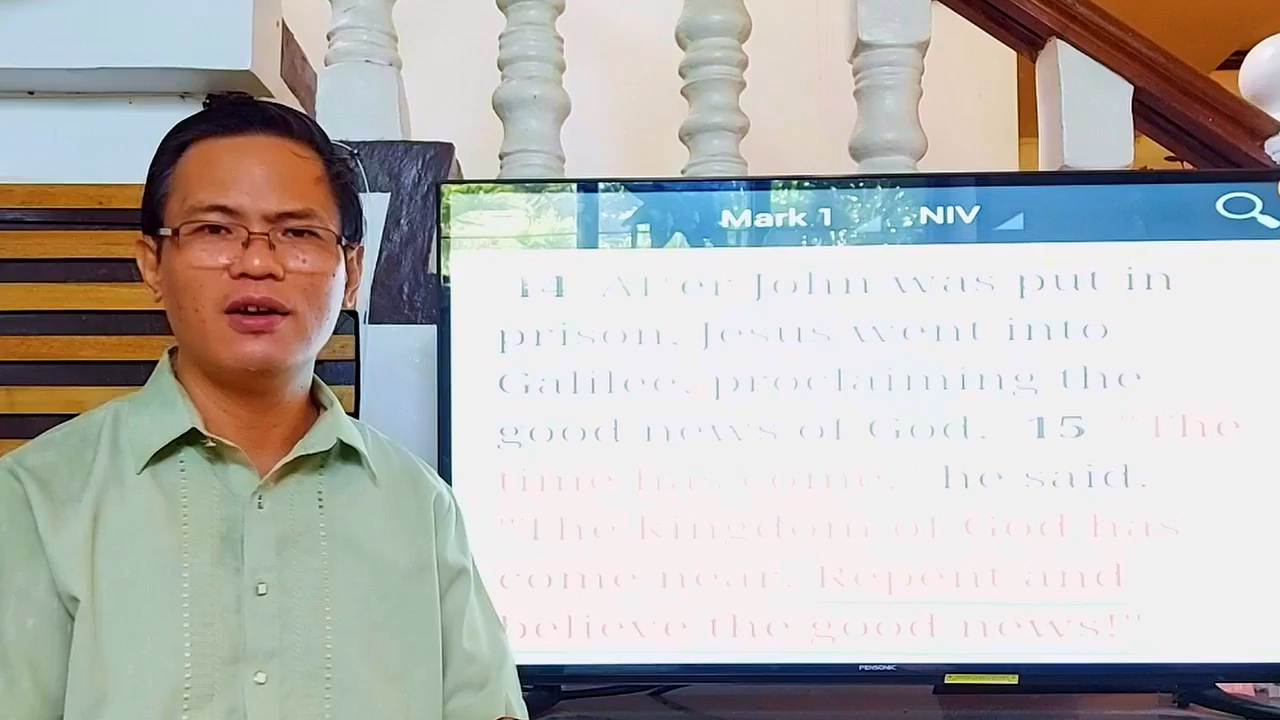 Mark 1 NIV
14 After John was put in
prison, Jesus went into
Galilee, proclaiming the
good news of God. 15 "The
time has come," he said.
"The kingdom of God has
come near. Repent and
believe the good news!"
PENSONIC